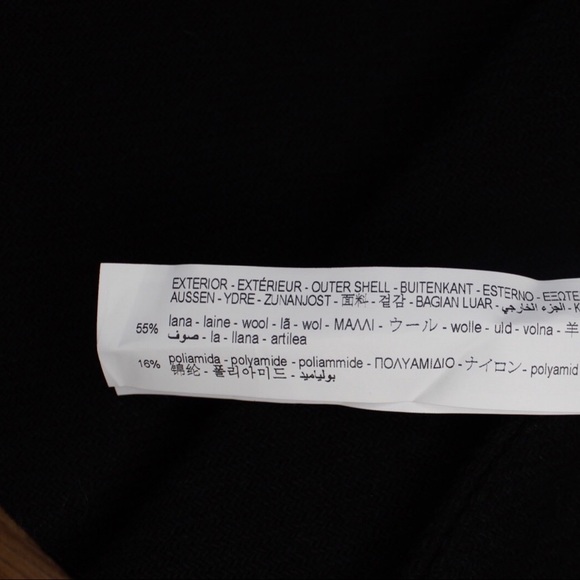 EXTERIOR - EXTÉRIEUR - OUTER SHELL - BUITENKANT - ESTERNO - ΕΞΩΤΕ
AUSSEN - YDRE - ZUNANJOST - 面料 - 겉감 - BAGIAN LUAR - الجزء الخارجي - K
55% lana - laine - wool - lã - wol - ΜΑΛΛΙ - ウール - wolle - uld - volna - 羊
صوف - la - llana - artilea
16% poliamida - polyamide - poliammide - ΠΟΛΥΑΜΙΔΙΟ - ナイロン - polyamid
锦纶 - 폴리아미드 - بولياميد